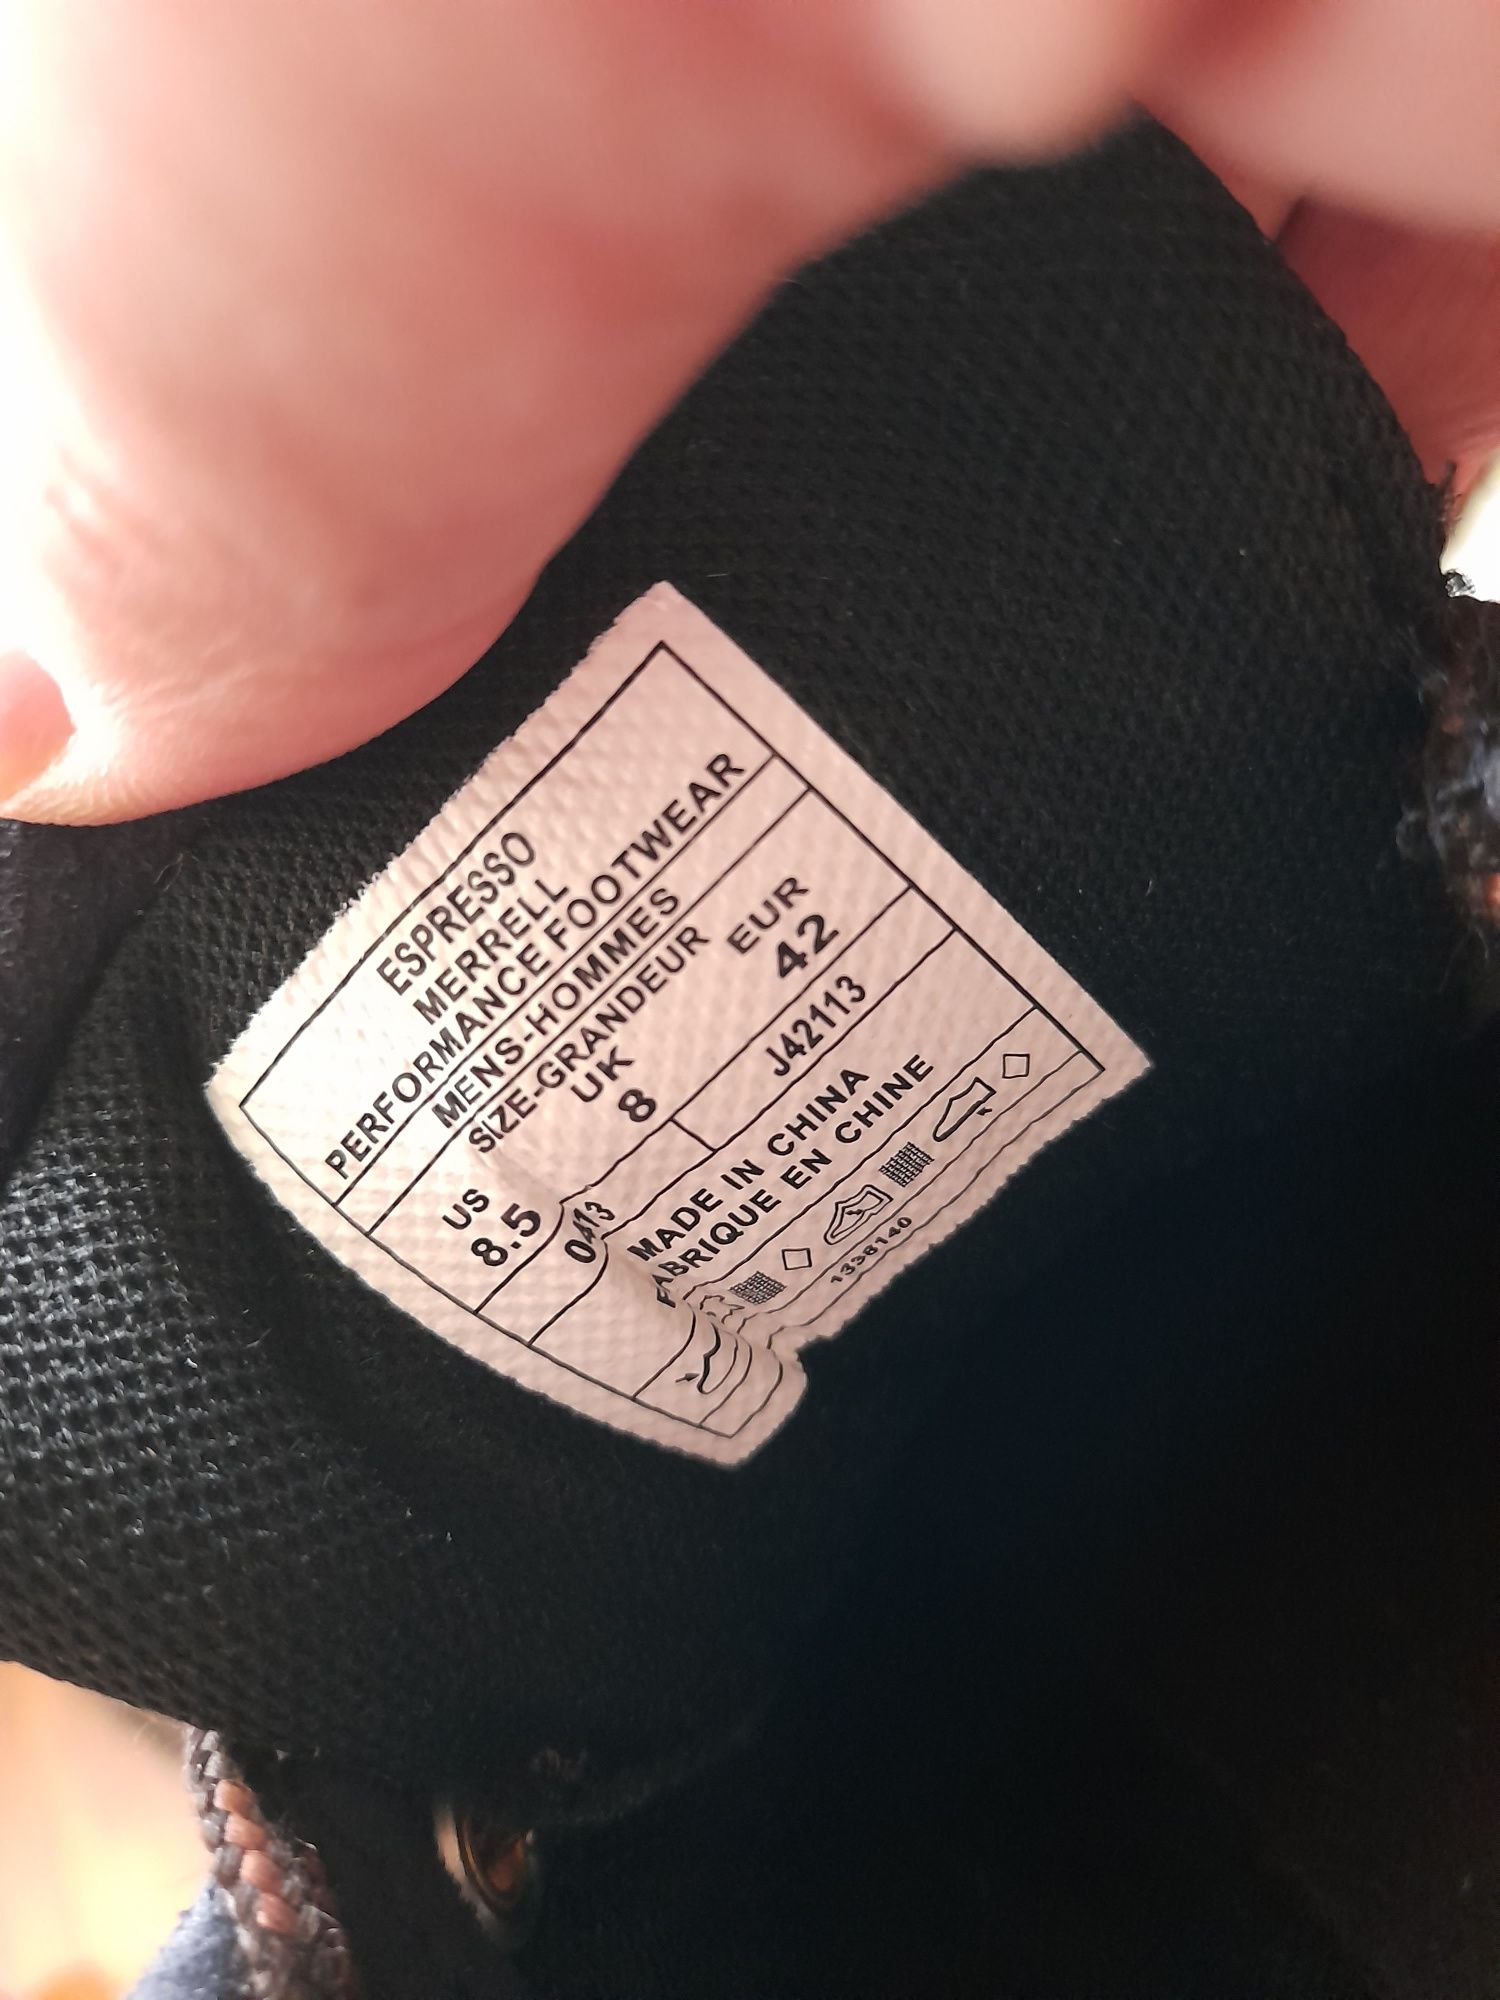 ESPRESSO
MERRELL
PERFORMANCE FOOTWEAR
MENS-HOMMES
SIZE-GRANDEUR
US UK EUR
8.5 8 42
0413 J42113
MADE IN CHINA
FABRIQUE EN CHINE
1338140